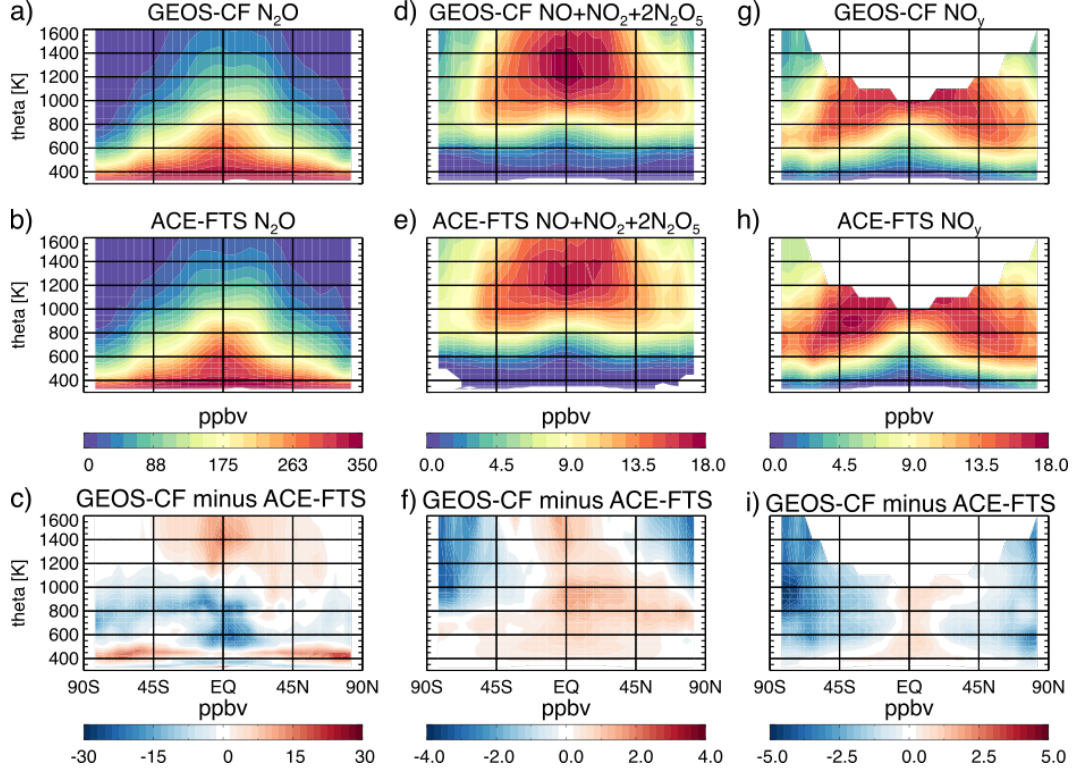 a) GEOS-CF N₂O
d) GEOS-CF NO+NO₂+2N₂O₅
g) GEOS-CF NOᵧ
theta [K]
1600
1400
1200
1000
800
600
400
b) ACE-FTS N₂O
e) ACE-FTS NO+NO₂+2N₂O₅
h) ACE-FTS NOᵧ
theta [K]
1600
1400
1200
1000
800
600
400
ppbv
ppbv
ppbv
0 88 175 263 350
0.0 4.5 9.0 13.5 18.0
0.0 4.5 9.0 13.5 18.0
c) GEOS-CF minus ACE-FTS
f) GEOS-CF minus ACE-FTS
i) GEOS-CF minus ACE-FTS
theta [K]
1600
1400
1200
1000
800
600
400
90S 45S EQ 45N 90N
90S 45S EQ 45N 90N
90S 45S EQ 45N 90N
ppbv
ppbv
ppbv
-30 -15 0 15 30
-4.0 -2.0 0.0 2.0 4.0
-5.0 -2.5 0.0 2.5 5.0